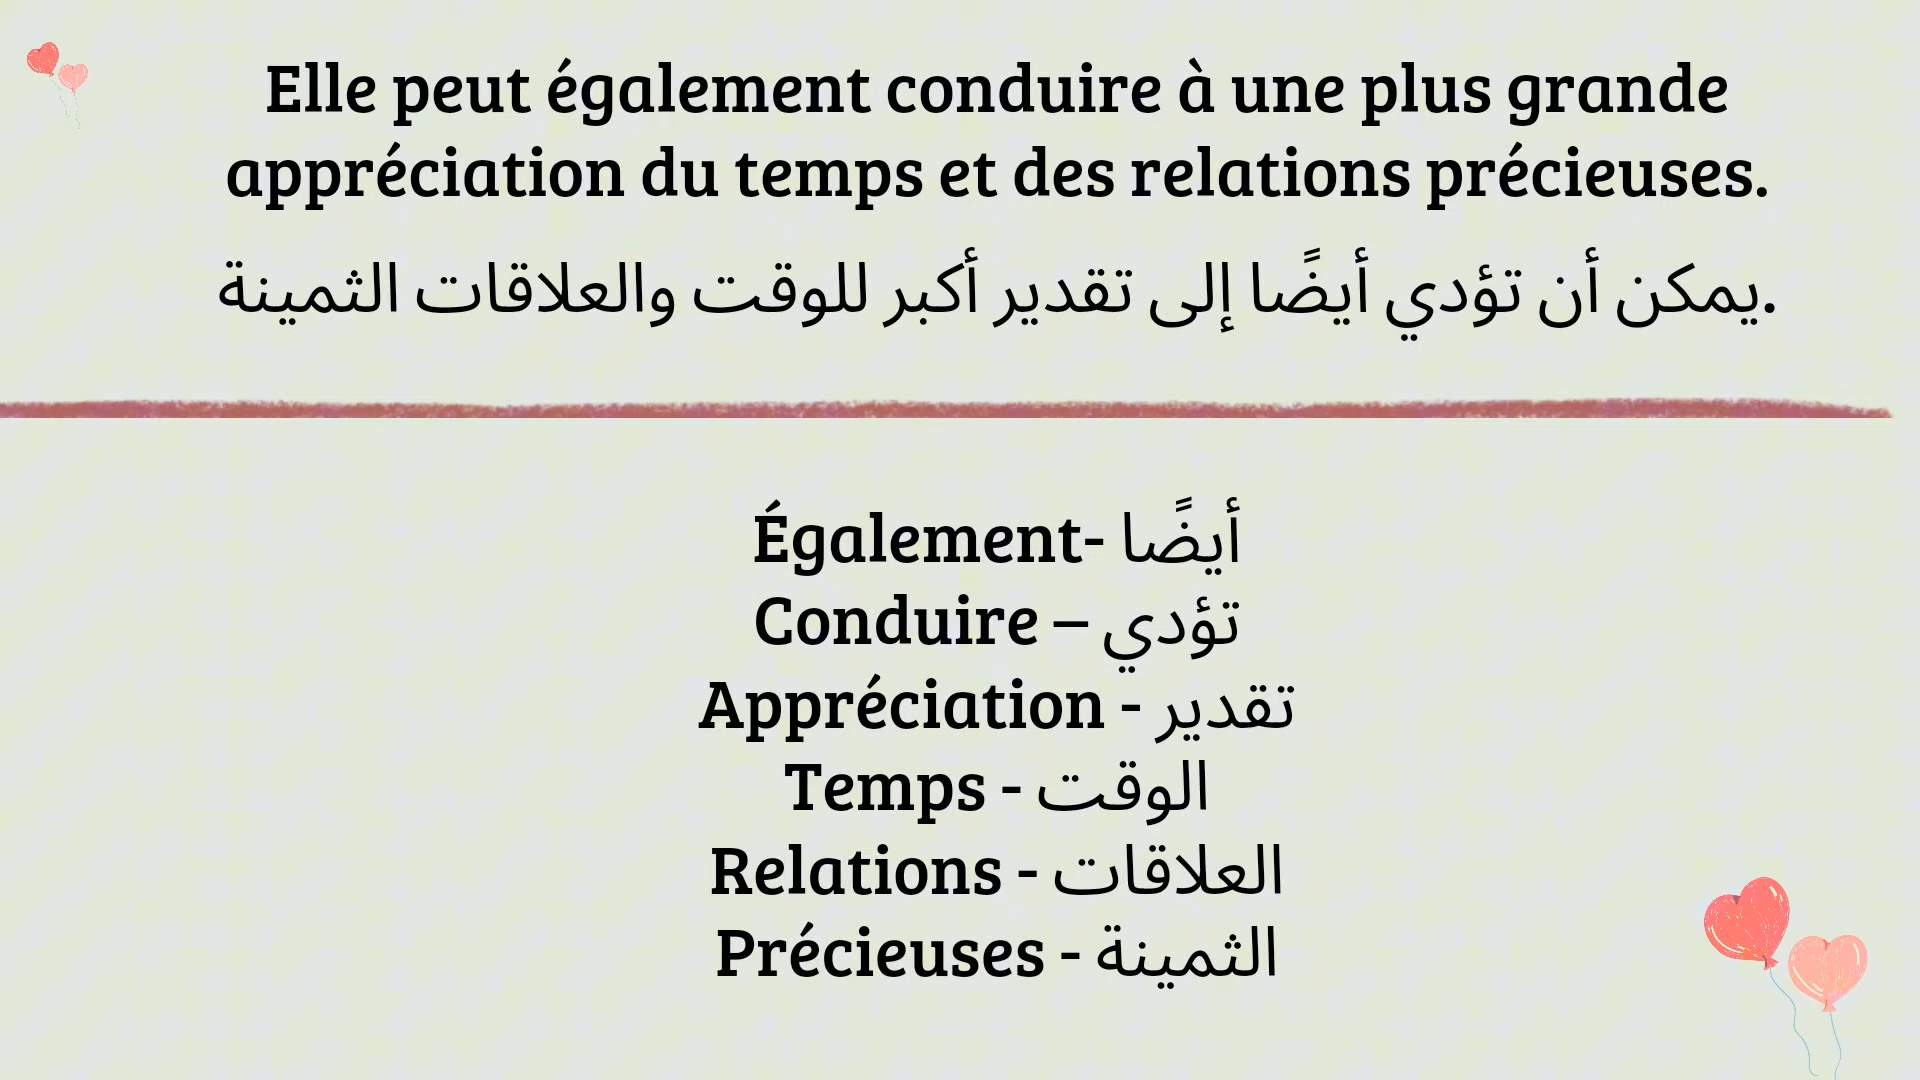 Elle peut également conduire à une plus grande
appréciation du temps et des relations précieuses.
يمكن أن تؤدي أيضًا إلى تقدير أكبر للوقت والعلاقات الثمينة.
Également- أيضًا
Conduire – تؤدي
Appréciation - تقدير
Temps - الوقت
Relations - العلاقات
Précieuses - الثمينة